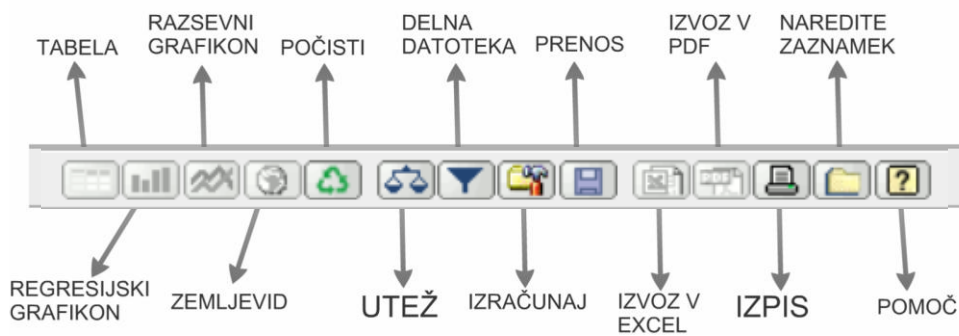 TABELA
RAZSEVNI
GRAFIKON
POČISTI
DELNA
DATOTEKA
PRENOS
IZVOZ V
PDF
NAREDITE
ZAZNAMEK
PDF
?
REGRESIJSKI
GRAFIKON
ZEMLJEVID
UTEŽ
IZRAČUNAJ
IZVOZ V
EXCEL
IZPIS
POMOČ